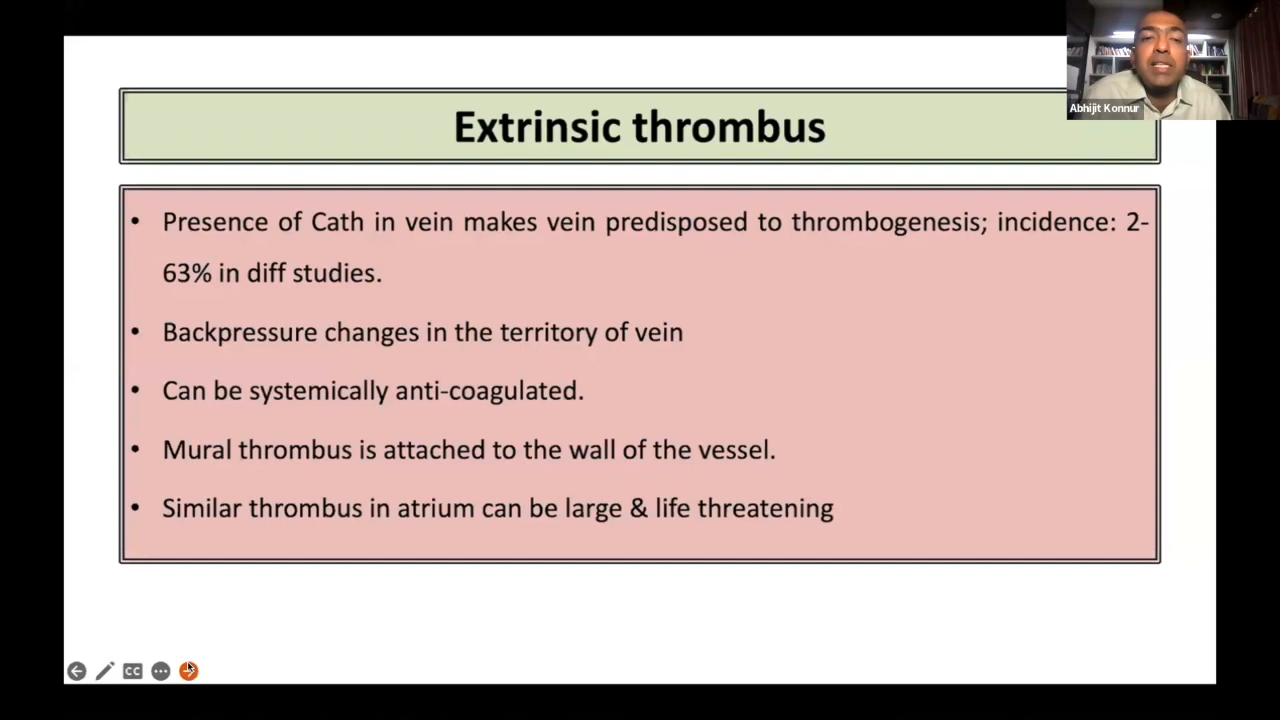 Abhijit Konnur
Extrinsic thrombus
• Presence of Cath in vein makes vein predisposed to thrombogenesis; incidence: 2-
63% in diff studies.
• Backpressure changes in the territory of vein
• Can be systemically anti-coagulated.
• Mural thrombus is attached to the wall of the vessel.
• Similar thrombus in atrium can be large & life threatening
CC